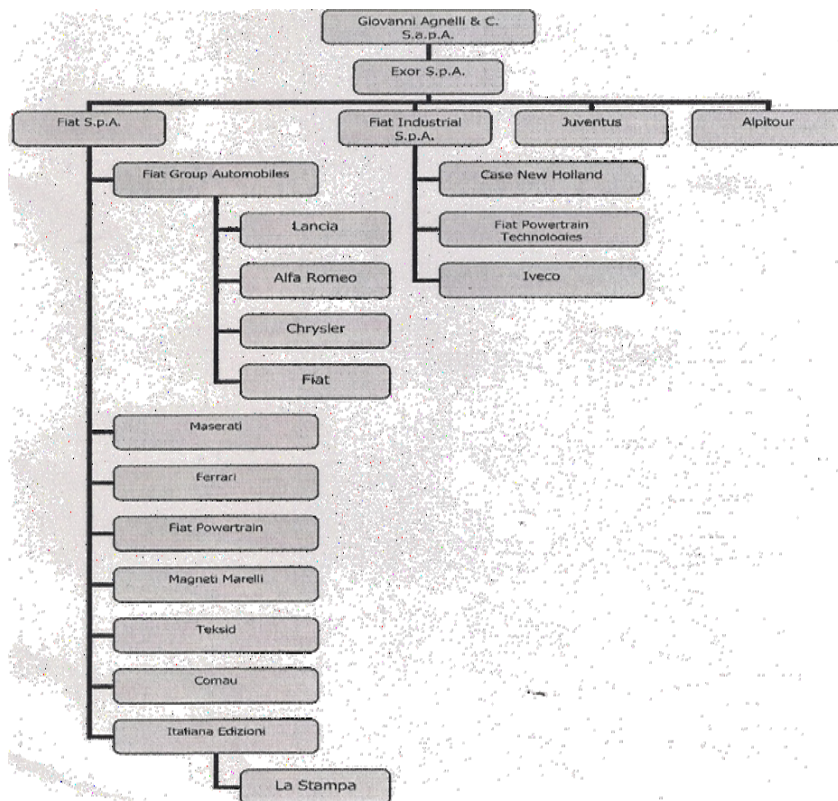 Giovanni Agnelli & C.
S.a.p.A.
Exor S.p.A.
Fiat S.p.A.
Fiat Industrial
S.p.A.
Juventus
Alpitour
Fiat Group Automobiles
Case New Holland
Lancia
Fiat Powertrain
Technologies
Alfa Romeo
Iveco
Chrysler
Fiat
Maserati
Ferrari
Fiat Powertrain
Magneti Marelli
Teksid
Comau
Italiana Edizioni
La Stampa